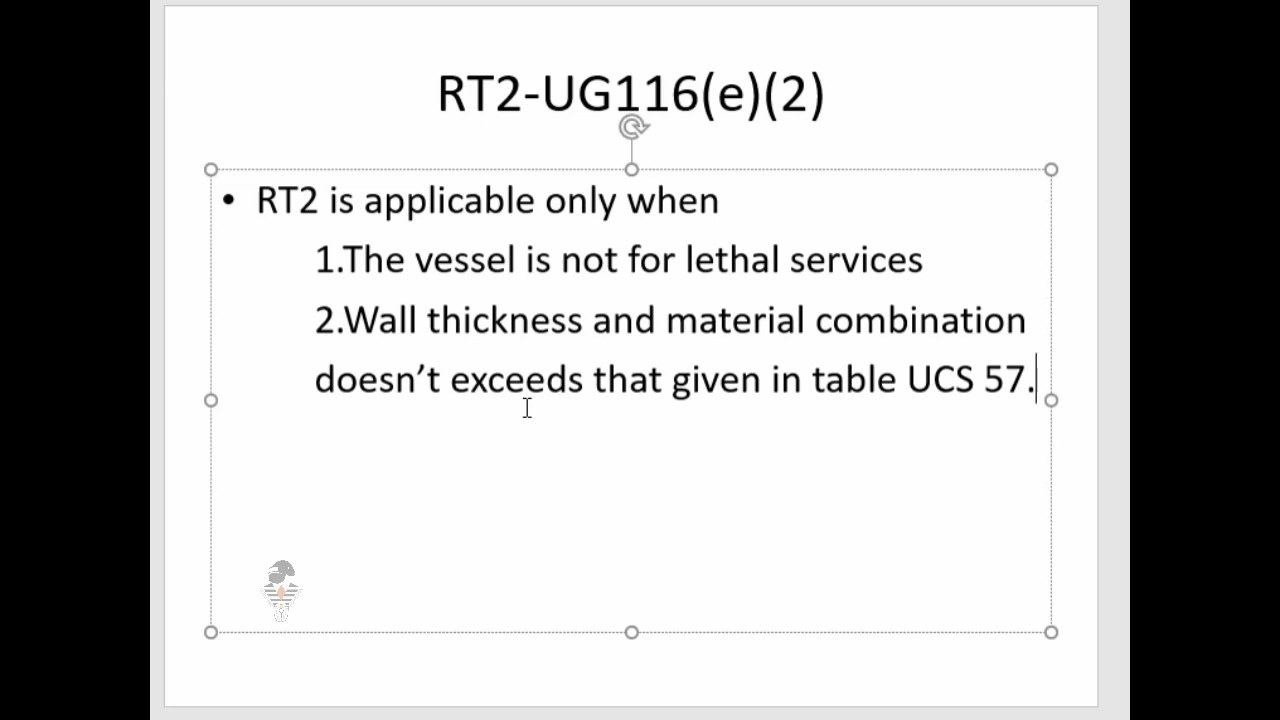 RT2-UG116(e)(2)
• RT2 is applicable only when
1.The vessel is not for lethal services
2.Wall thickness and material combination
doesn’t exceeds that given in table UCS 57.